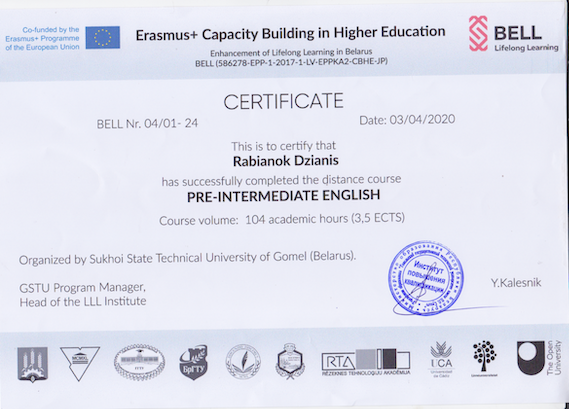 Co-funded by the
Erasmus+ Programme
of the European Union
Erasmus+ Capacity Building in Higher Education
Enhancement of Lifelong Learning in Belarus
BELL (586278-EPP-1-2017-1-LV-EPPKA2-CBHE-JP)
BELL
Lifelong Learning
CERTIFICATE
BELL Nr. 04/01- 24
Date: 03/04/2020
This is to certify that
Rabianok Dzianis
has successfully completed the distance course
PRE-INTERMEDIATE ENGLISH
Course volume: 104 academic hours (3,5 ECTS)
Organized by Sukhoi State Technical University of Gomel (Belarus).
GSTU Program Manager,
Head of the LLL Institute
Институт
повышения
квалификации
Y.Kalesnik
БрГТУ
RTA
RĒZEKNES TEHNOLOĢIJU AKADĒMIJA
UCA
Universidad
de Cádiz
The Open
University